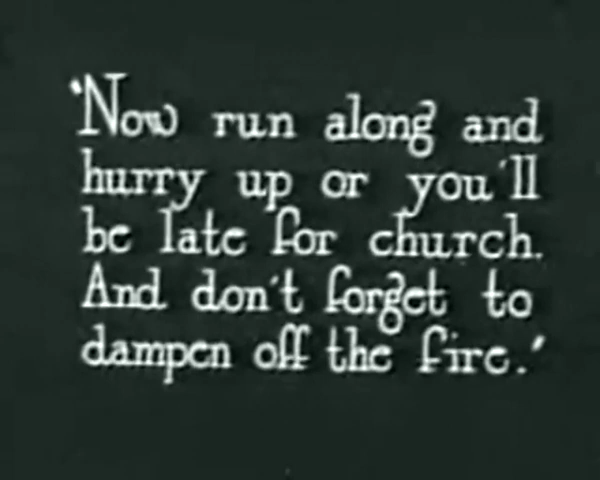 'Now run along and
hurry up or you'll
be late for church.
And don't forget to
dampen off the fire.'